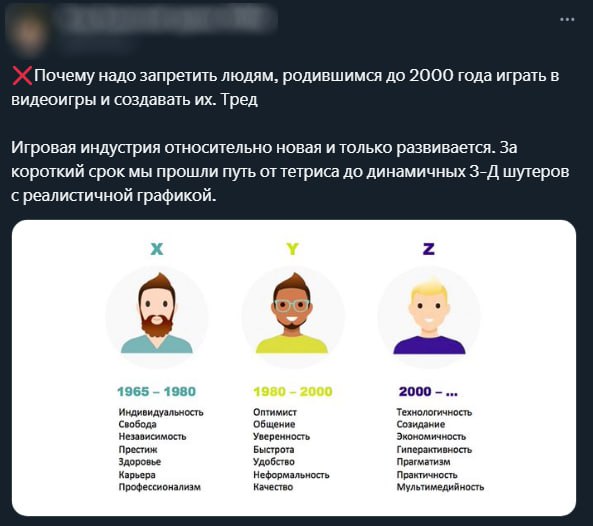 ❌Почему надо запретить людям, родившимся до 2000 года играть в
видеоигры и создавать их. Тред
Игровая индустрия относительно новая и только развивается. За
короткий срок мы прошли путь от тетриса до динамичных 3-Д шутеров
с реалистичной графикой.
X
Y
Z
1965 – 1980
1980 – 2000
2000 – ...
Индивидуальность
Свобода
Независимость
Престиж
Здоровье
Карьера
Профессионализм
Оптимист
Общение
Уверенность
Быстрота
Удобство
Неформальность
Качество
Технологичность
Созидание
Экономичность
Гиперактивность
Прагматизм
Практичность
Мультимедийность